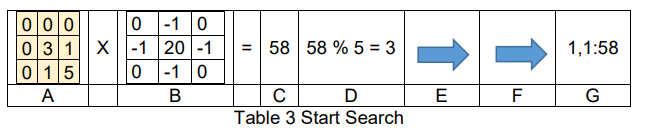 0 0 0 0 -1 0
0 3 1 X -1 20 -1 = 58 58 % 5 = 3 1,1:58
0 1 5 0 -1 0
A B C D E F G
Table 3 Start Search